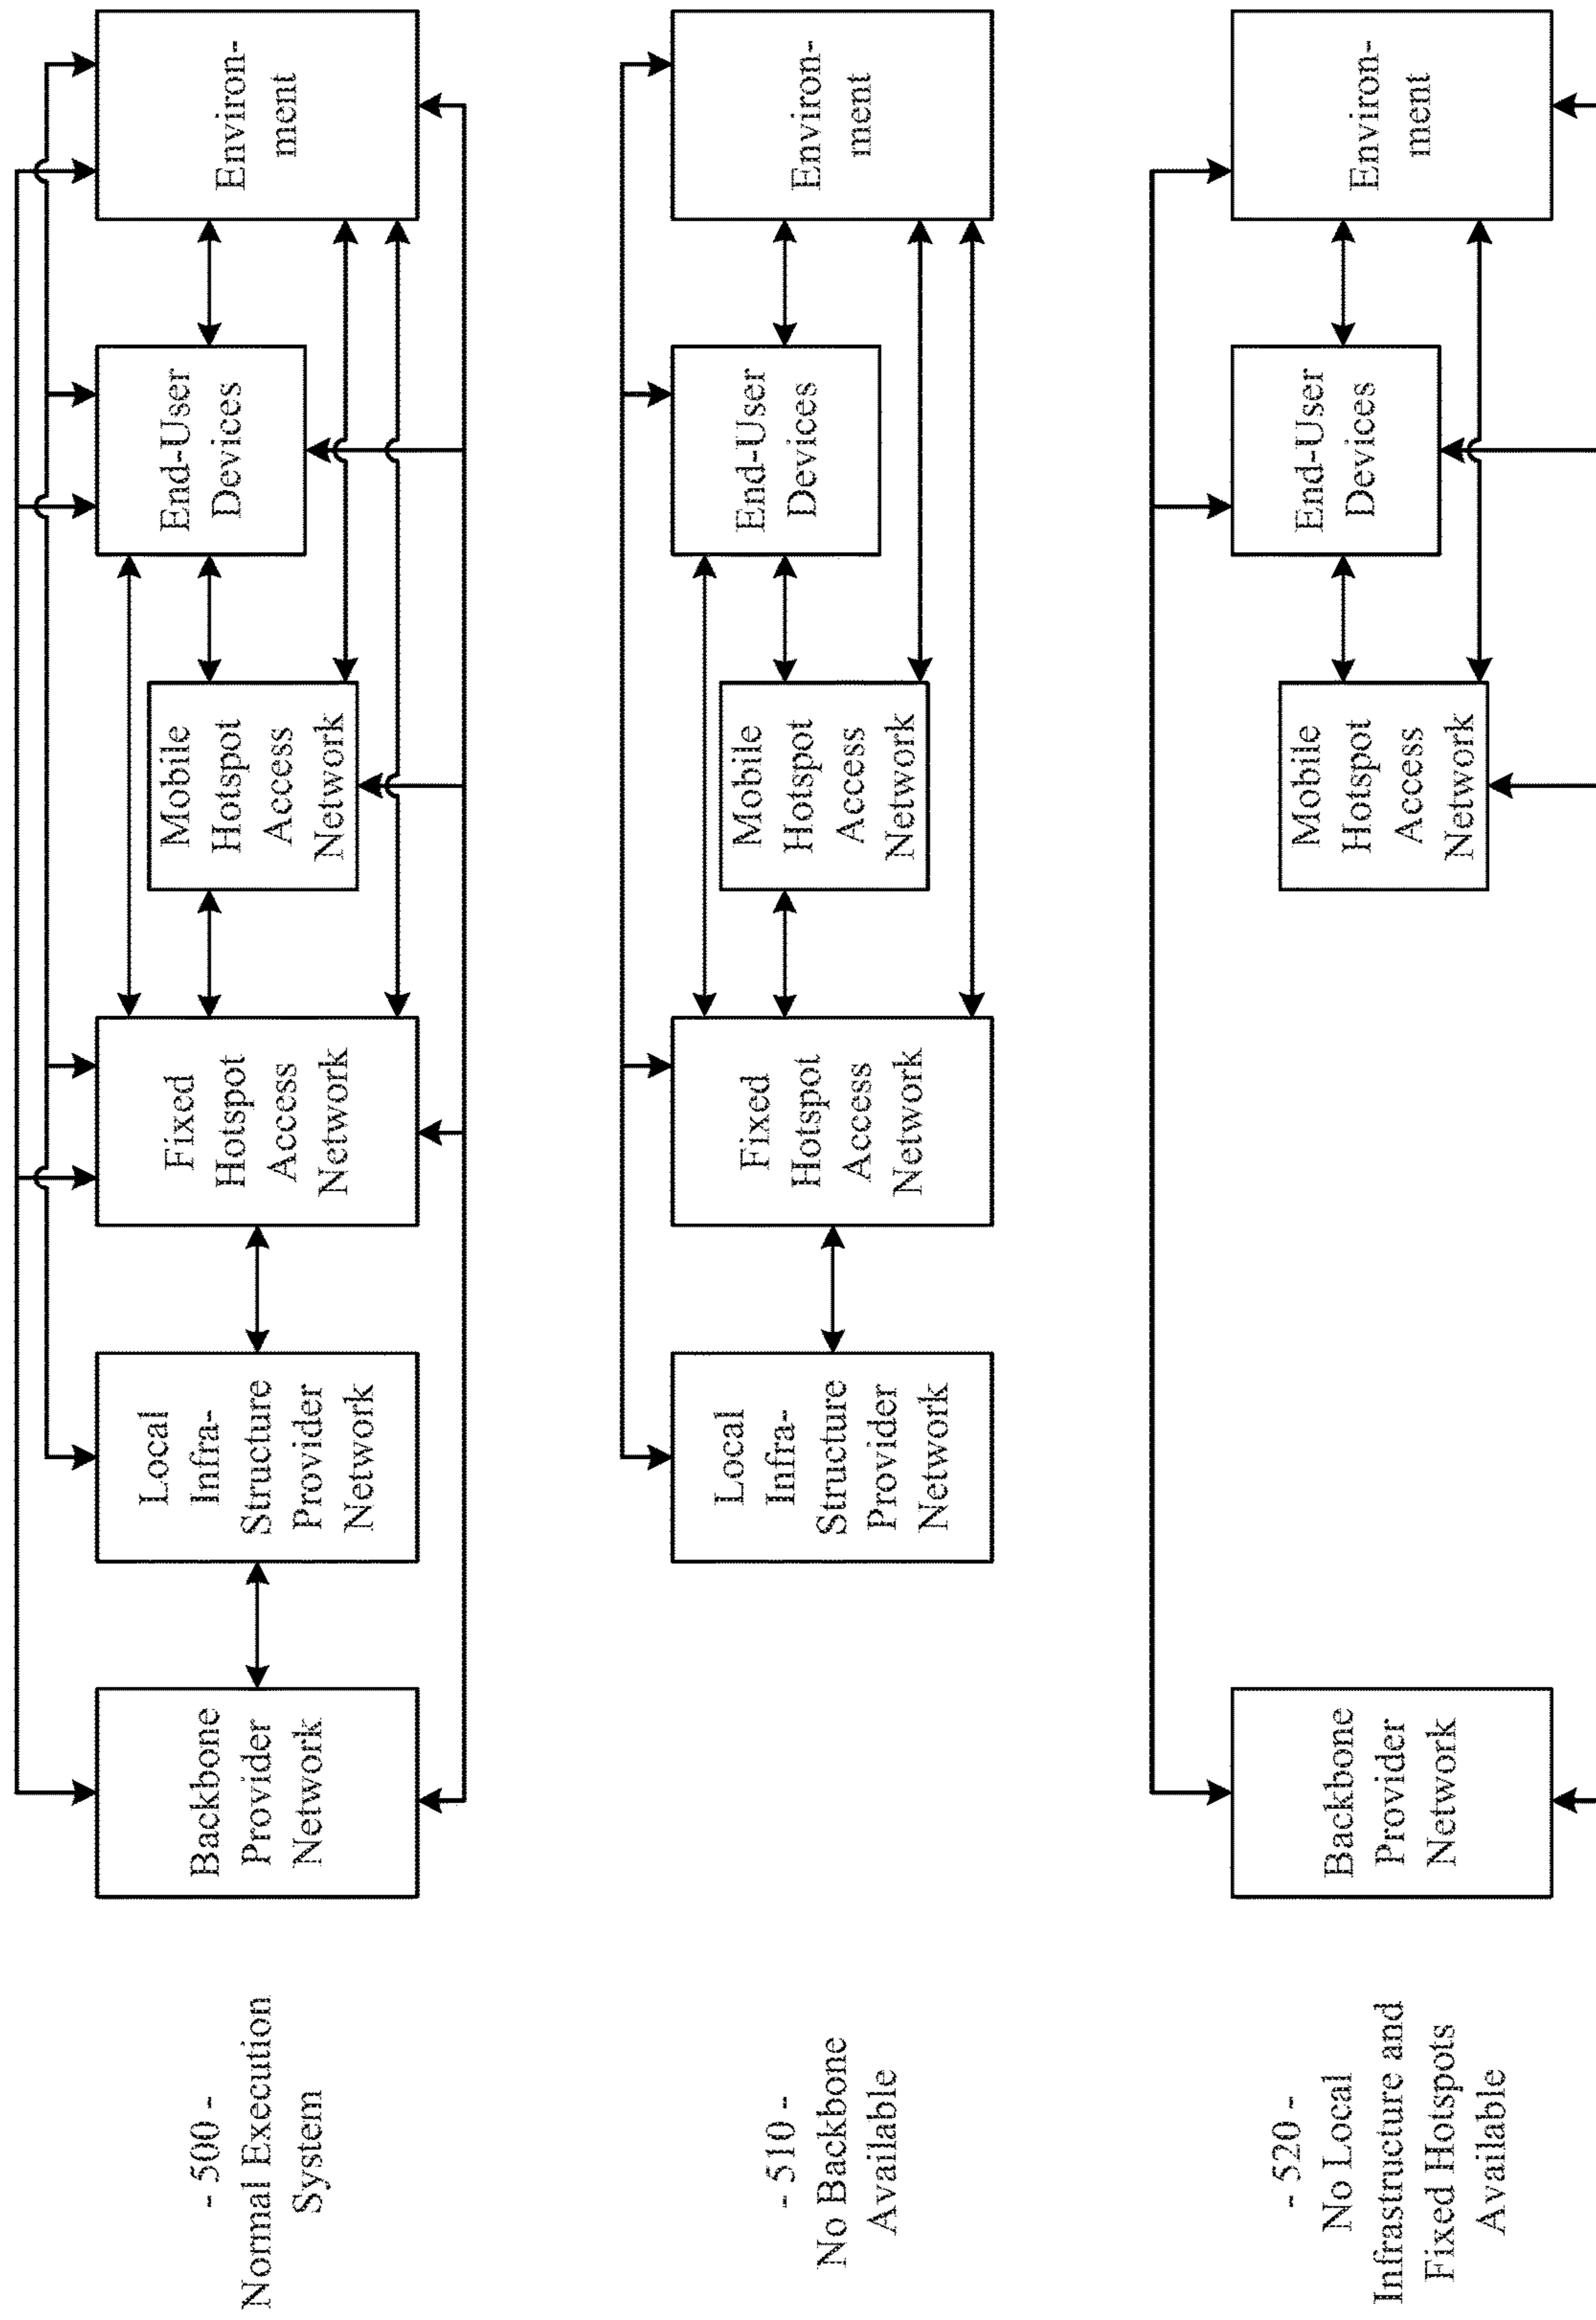 - 500 -
Normal Execution
System
Backbone
Provider
Network
Local
Infra-
Structure
Provider
Network
Fixed
Hotspot
Access
Network
Mobile
Hotspot
Access
Network
End-User
Devices
Environ-
ment
- 510 -
No Backbone
Available
Local
Infra-
Structure
Provider
Network
Fixed
Hotspot
Access
Network
Mobile
Hotspot
Access
Network
End-User
Devices
Environ-
ment
- 520 -
No Local
Infrastructure and
Fixed Hotspots
Available
Backbone
Provider
Network
Mobile
Hotspot
Access
Network
End-User
Devices
Environ-
ment